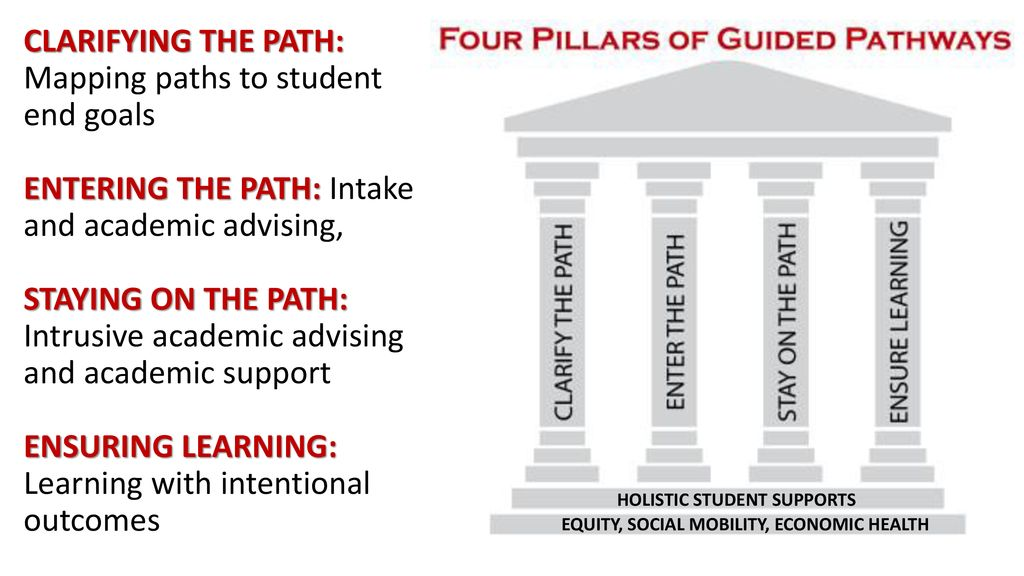 CLARIFYING THE PATH:
Mapping paths to student
end goals
ENTERING THE PATH: Intake
and academic advising,
STAYING ON THE PATH:
Intrusive academic advising
and academic support
ENSURING LEARNING:
Learning with intentional
outcomes
FOUR PILLARS OF GUIDED PATHWAYS
CLARIFY THE PATH
ENTER THE PATH
STAY ON THE PATH
ENSURE LEARNING
HOLISTIC STUDENT SUPPORTS
EQUITY, SOCIAL MOBILITY, ECONOMIC HEALTH